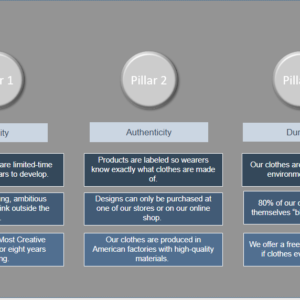 r 1
Pillar 2
Pill
ity
Authenticity
Dur
are limited-time
ars to develop.
Products are labeled so wearers
know exactly what clothes are made
of.
Our clothes are
environm
ng, ambitious
ink outside the
.
Designs can only be purchased at
one of our stores or on our online
shop.
80% of our c
themselves "b
Most Creative
or eight years
ng.
Our clothes are produced in
American factories with high-quality
materials.
We offer a free
if clothes ev